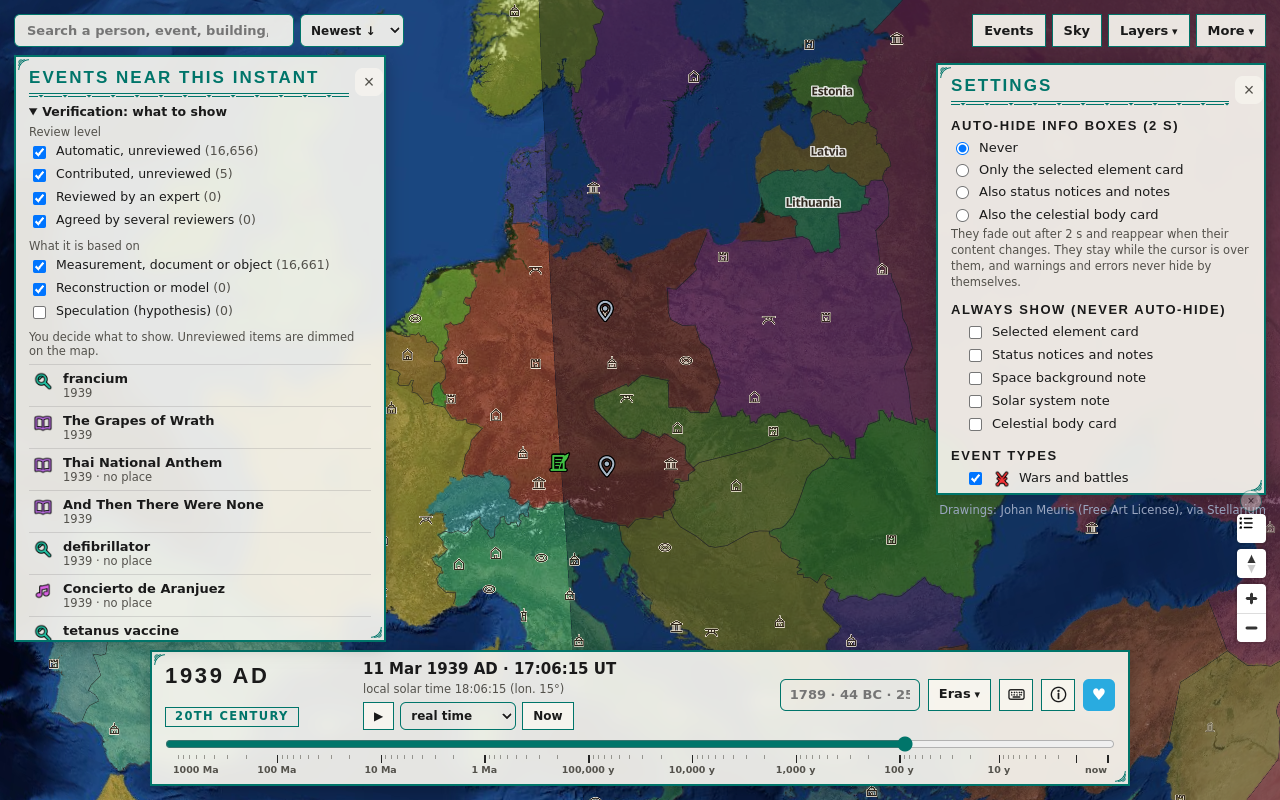 Search a person, event, building,
Newest ↓
Events
Sky
Layers ▾
More ▾
EVENTS NEAR THIS INSTANT
×
▼ Verification: what to show
Review level
Automatic, unreviewed (16,656)
Contributed, unreviewed (5)
Reviewed by an expert (0)
Agreed by several reviewers (0)
What it is based on
Measurement, document or object (16,661)
Reconstruction or model (0)
Speculation (hypothesis) (0)
You decide what to show. Unreviewed items are dimmed
on the map.
francium
1939
The Grapes of Wrath
1939
Thai National Anthem
1939 · no place
And Then There Were None
1939
defibrillator
1939 · no place
Concierto de Aranjuez
1939 · no place
tetanus vaccine
Estonia
Latvia
Lithuania
SETTINGS
×
AUTO-HIDE INFO BOXES (2 S)
Never
Only the selected element card
Also status notices and notes
Also the celestial body card
They fade out after 2 s and reappear when their
content changes. They stay while the cursor is over
them, and warnings and errors never hide by
themselves.
ALWAYS SHOW (NEVER AUTO-HIDE)
Selected element card
Status notices and notes
Space background note
Solar system note
Celestial body card
EVENT TYPES
Wars and battles
Drawings: Johan Meuris (Free Art License), via Stellarium
1939 AD
20TH CENTURY
11 Mar 1939 AD · 17:06:15 UT
local solar time 18:06:15 (lon. 15°)
▶
real time
Now
1789 · 44 BC · 25
Eras ▾
1000 Ma
100 Ma
10 Ma
1 Ma
100,000 y
10,000 y
1,000 y
100 y
10 y
now